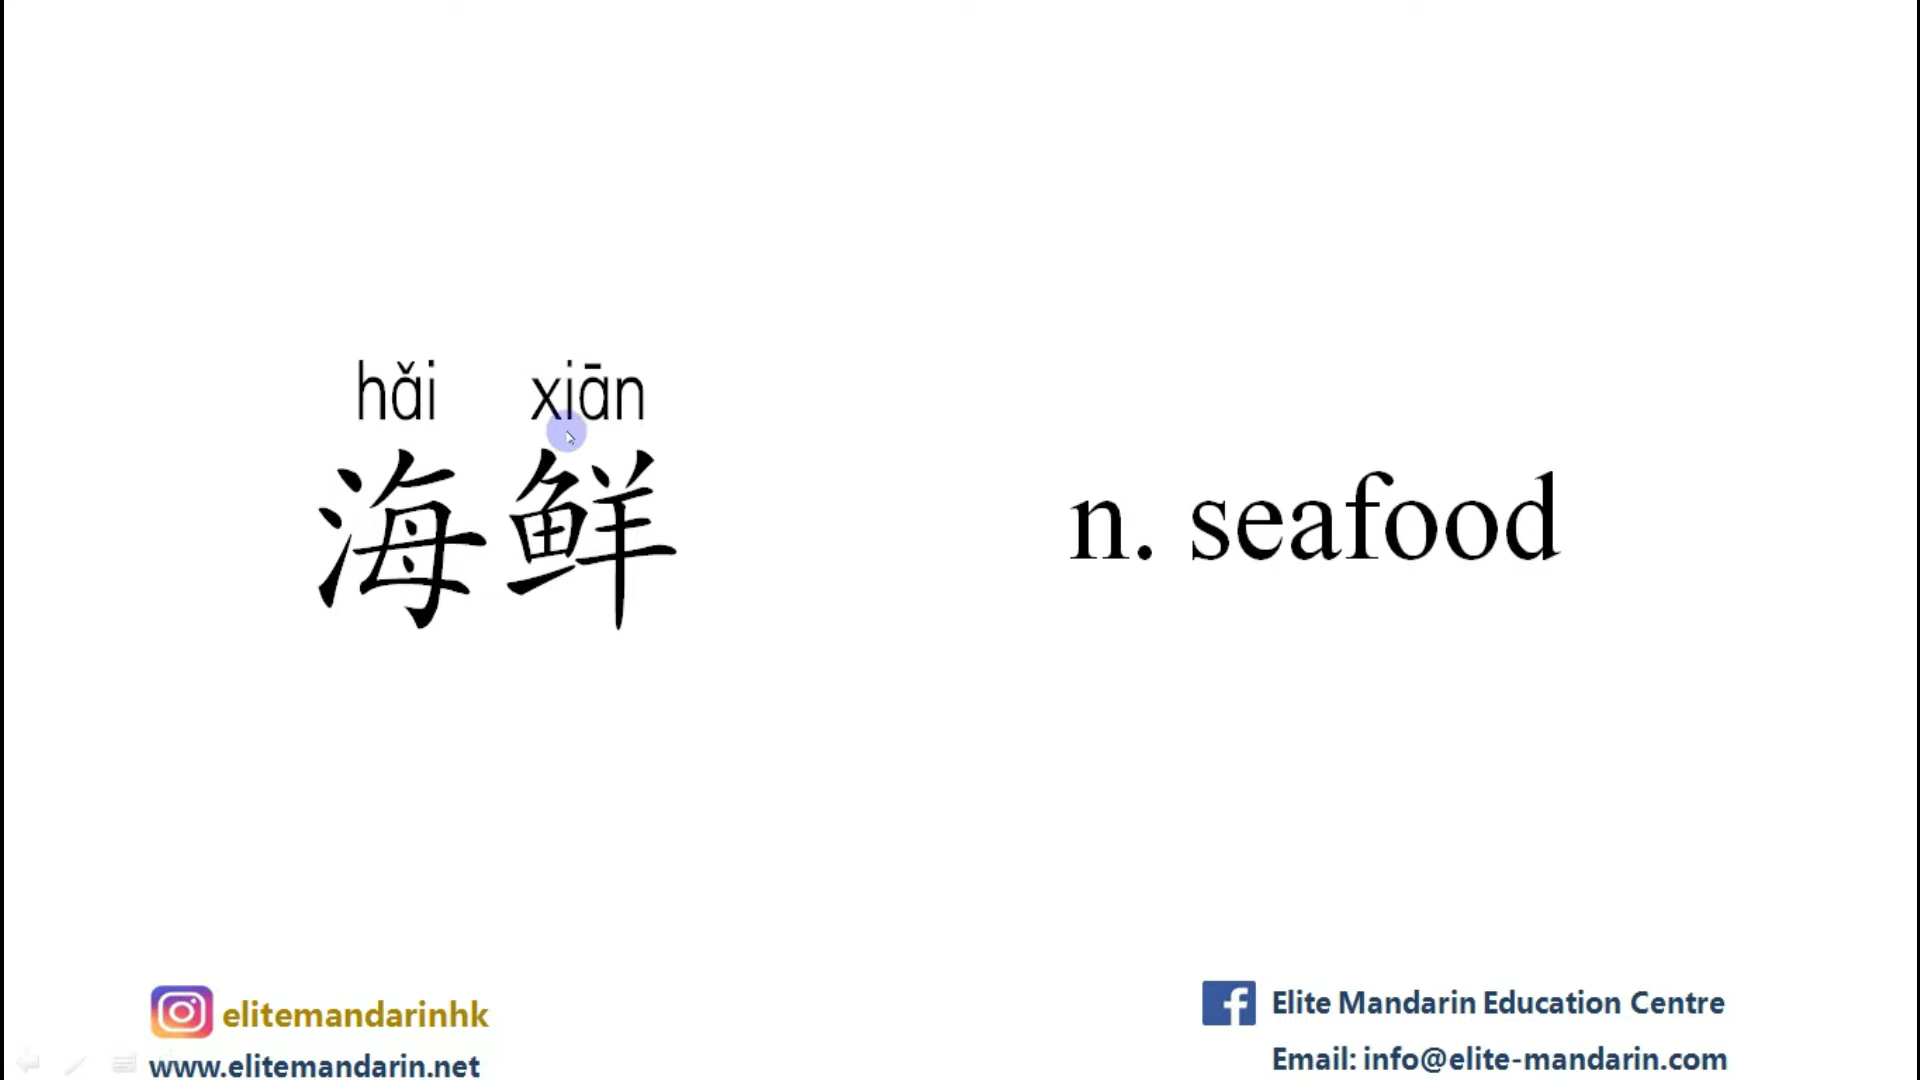 hǎi xiān
海鲜
n. seafood
elitemandarinhk
www.elitemandarin.net
Elite Mandarin Education Centre
Email: info@elite-mandarin.com